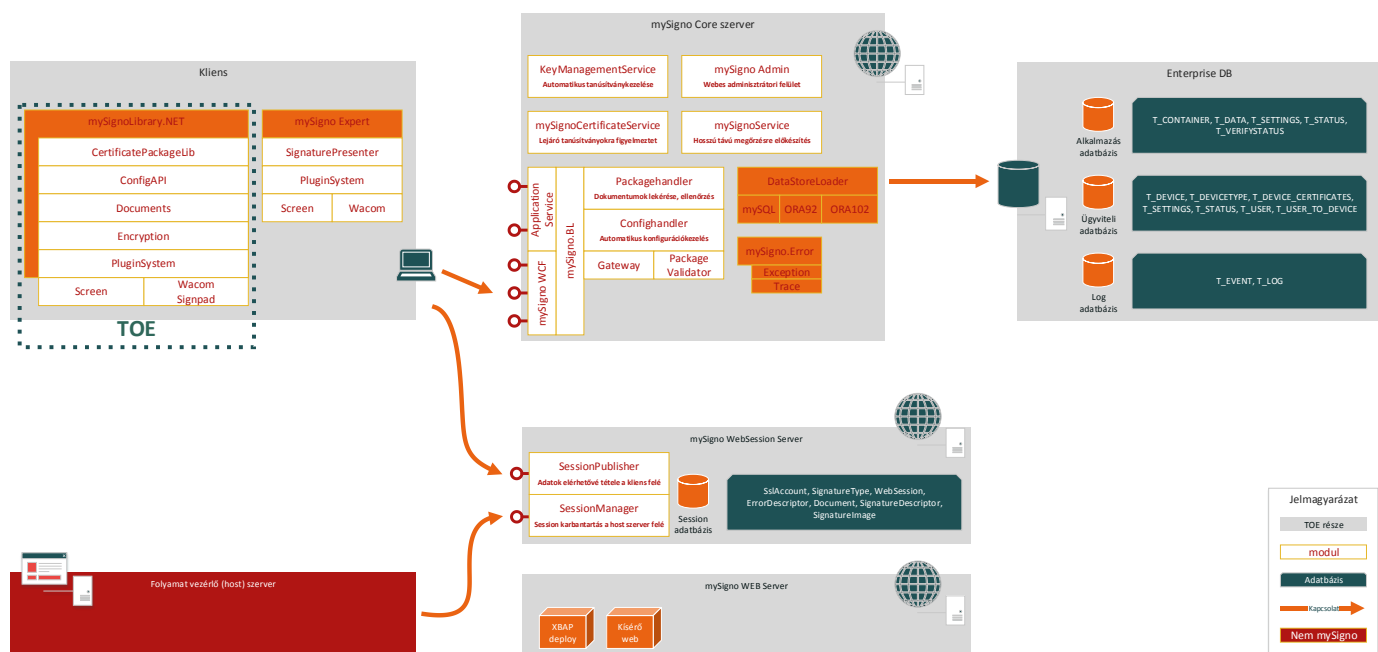 Kliens
mySignoLibrary.NET
CertificatePackageLib
ConfigAPI
Documents
Encryption
PluginSystem
Screen
Wacom
Signpad
TOE
mySigno Expert
SignaturePresenter
PluginSystem
Screen
Wacom
mySigno Core szerver
KeyManagementService
Automatikus tanúsítványkezelése
mySigno Admin
Webes adminisztrátori felület
mySignoCertificateService
Lejáró tanúsítványokra figyelmeztet
mySignoService
Hosszú távú megőrzésre előkészítés
Application
Service
mySigno WCF
mySigno.BL
Packagehandler
Dokumentumok lekérése, ellenőrzés
Confighandler
Automatikus konfigurációkezelés
Gateway
Package
Validator
DataStoreLoader
mySQL
ORA92
ORA102
mySigno.Error
Exception
Trace
Enterprise DB
Alkalmazás
adatbázis
T_CONTAINER, T_DATA, T_SETTINGS, T_STATUS,
T_VERIFYSTATUS
Ügyviteli
adatbázis
T_DEVICE, T_DEVICETYPE, T_DEVICE_CERTIFICATES,
T_SETTINGS, T_STATUS, T_USER, T_USER_TO_DEVICE
Log
adatbázis
T_EVENT, T_LOG
mySigno WebSession Server
SessionPublisher
Adatok elérhetővé tétele a kliens felé
SessionManager
Session karbantartás a host szerver felé
Session
adatbázis
SslAccount, SignatureType, WebSession,
ErrorDescriptor, Document, SignatureDescriptor,
SignatureImage
Folyamat vezérlő (host) szerver
mySigno WEB Server
XBAP
deploy
Kísérő
web
Jelmagyarázat
TOE része
modul
Adatbázis
Kapcsolat
Nem mySigno